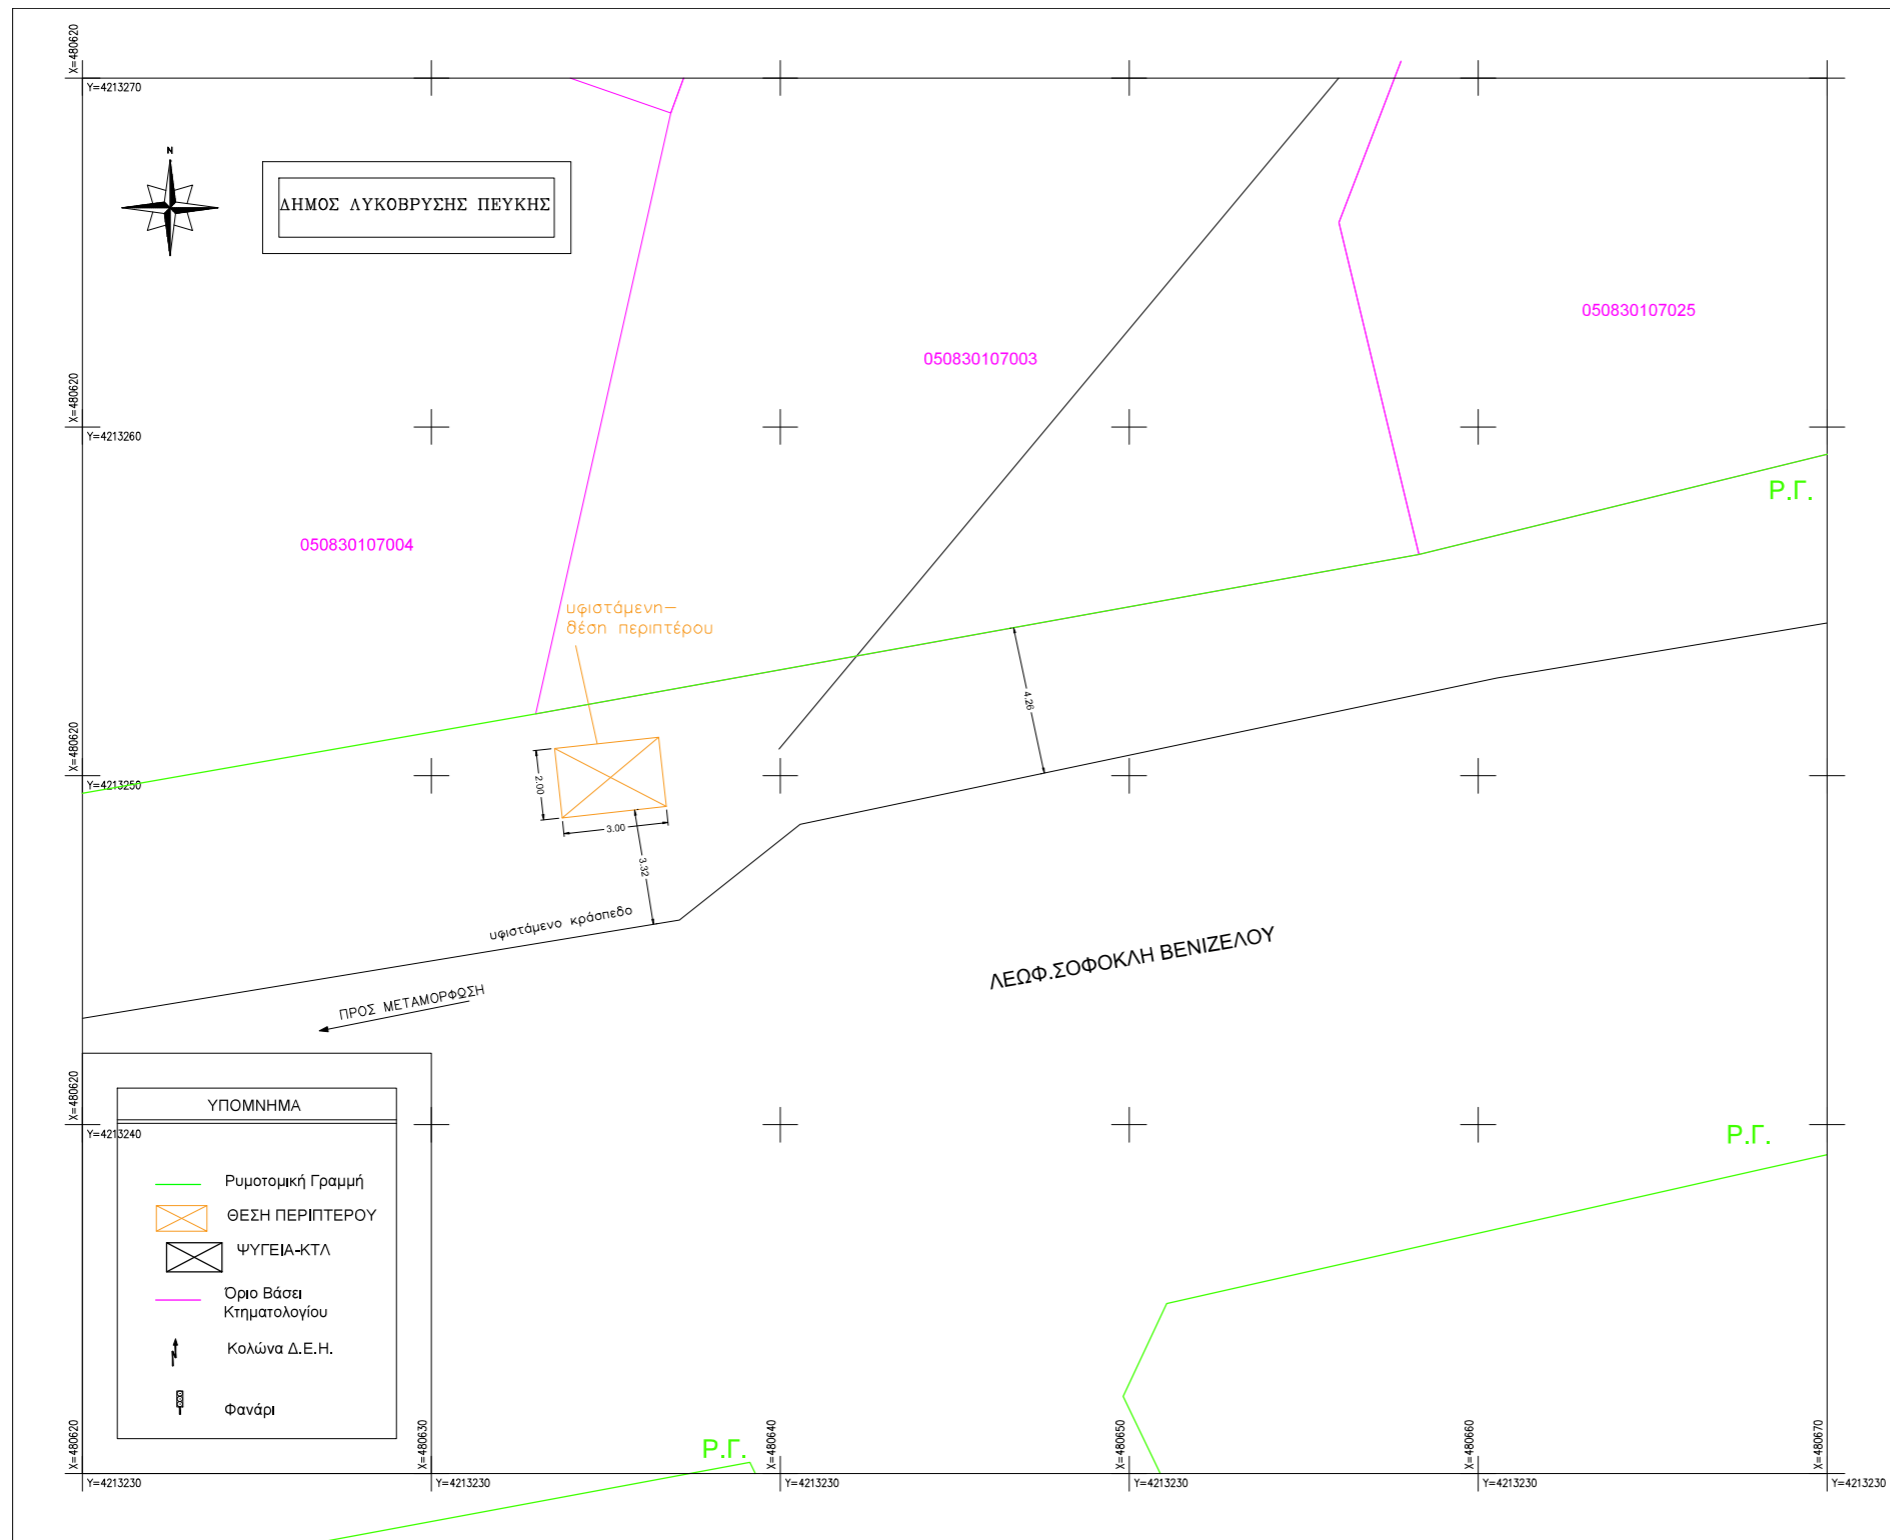 X=480620
Y=4213270
N
ΔΗΜΟΣ ΛΥΚΟΒΡΥΣΗΣ ΠΕΥΚΗΣ
050830107025
050830107003
X=480620
Y=4213260
Ρ.Γ.
050830107004
υφιστάμενη–
θέση περιπτέρου
4.26
X=480620
Y=4213250
2.00
3.00
3.32
υφιστάμενο κράσπεδο
ΛΕΩΦ.ΣΟΦΟΚΛΗ ΒΕΝΙΖΕΛΟΥ
ΠΡΟΣ ΜΕΤΑΜΟΡΦΩΣΗ
X=480620
Y=4213240
ΥΠΟΜΝΗΜΑ
Ρ.Γ.
Ρυμοτομική Γραμμή
ΘΕΣΗ ΠΕΡΙΠΤΕΡΟΥ
ΨΥΓΕΙΑ-ΚΤΛ
Όριο Βάσει
Κτηματολογίου
Κολώνα Δ.Ε.Η.
Φανάρι
Ρ.Γ.
X=480620
X=480630
X=480640
X=480650
X=480660
X=480670
Y=4213230
Y=4213230
Y=4213230
Y=4213230
Y=4213230
Y=4213230